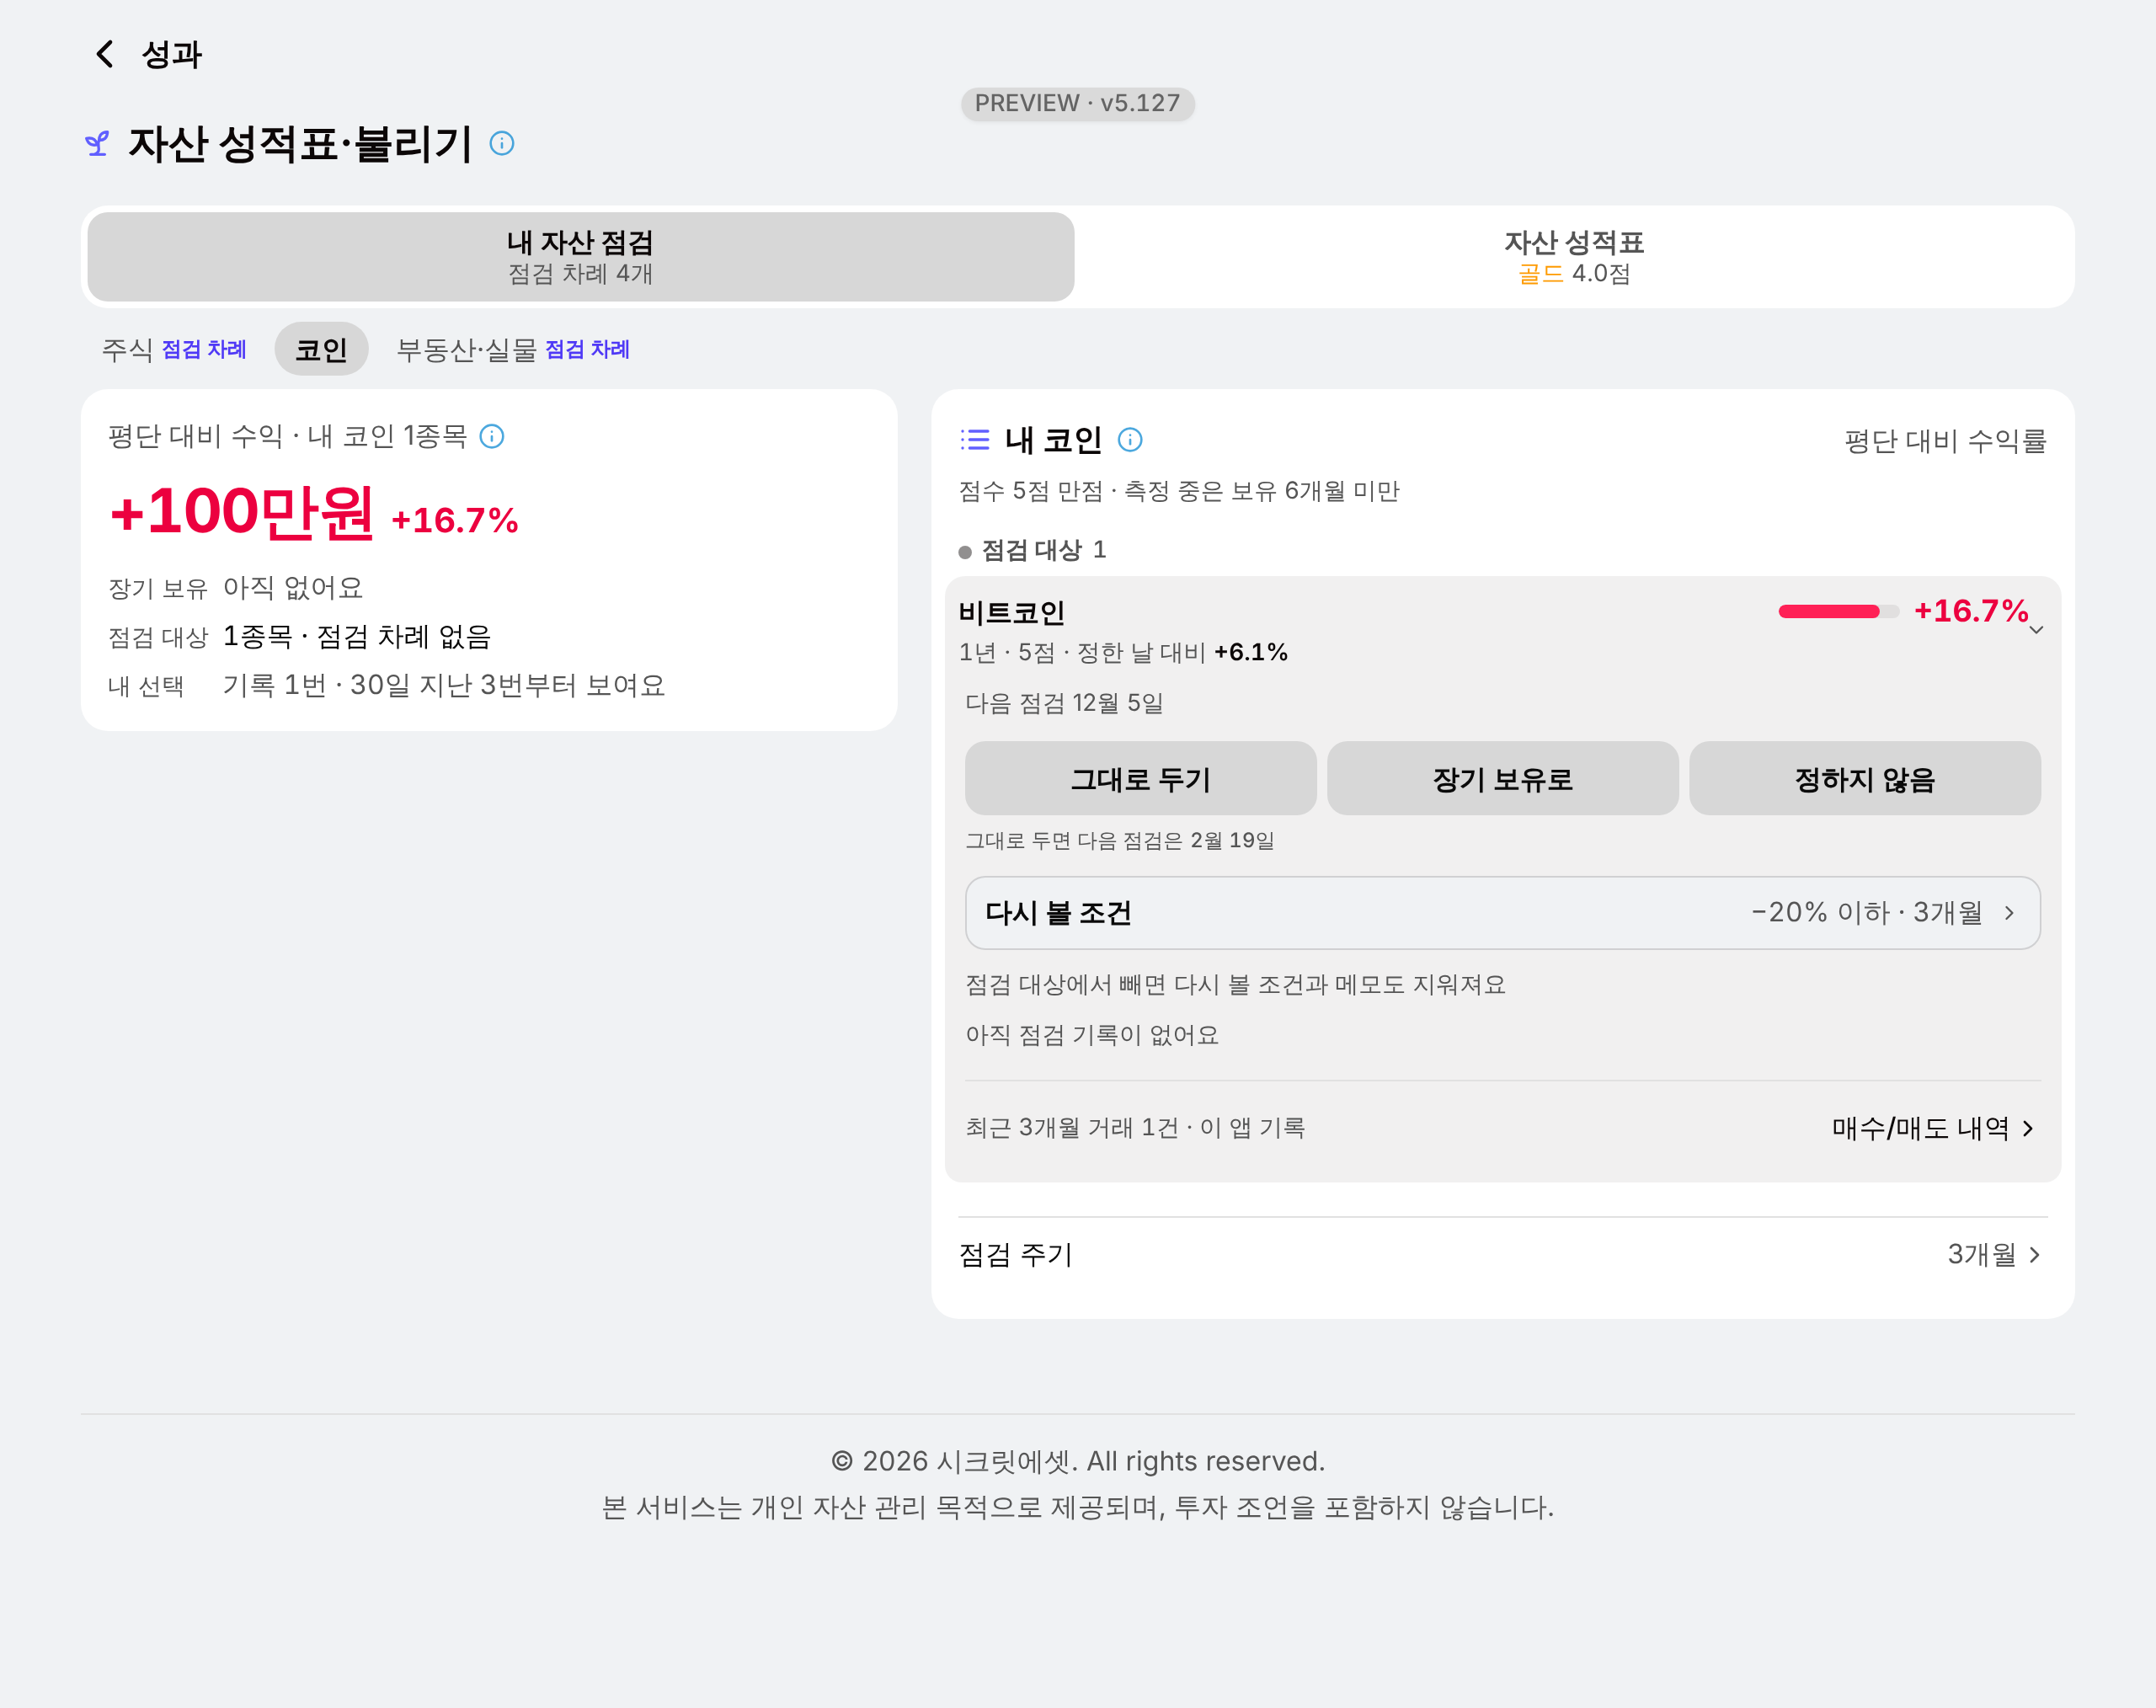 성과
PREVIEW · v5.127
자산 성적표·불리기
내 자산 점검
점검 차례 4개
자산 성적표
골드 4.0점
주식 점검 차례 코인 부동산·실물 점검 차례
평단 대비 수익 · 내 코인 1종목
+100만원 +16.7%
장기 보유 아직 없어요
점검 대상 1종목 · 점검 차례 없음
내 선택 기록 1번 · 30일 지난 3번부터 보여요
내 코인 평단 대비 수익률
점수 5점 만점 · 측정 중은 보유 6개월 미만
점검 대상 1
비트코인 +16.7%
1년 · 5점 · 정한 날 대비 +6.1%
다음 점검 12월 5일
그대로 두기 장기 보유로 정하지 않음
그대로 두면 다음 점검은 2월 19일
다시 볼 조건 −20% 이하 · 3개월
점검 대상에서 빼면 다시 볼 조건과 메모도 지워져요
아직 점검 기록이 없어요
최근 3개월 거래 1건 · 이 앱 기록 매수/매도 내역
점검 주기 3개월
© 2026 시크릿에셋. All rights reserved.
본 서비스는 개인 자산 관리 목적으로 제공되며, 투자 조언을 포함하지 않습니다.